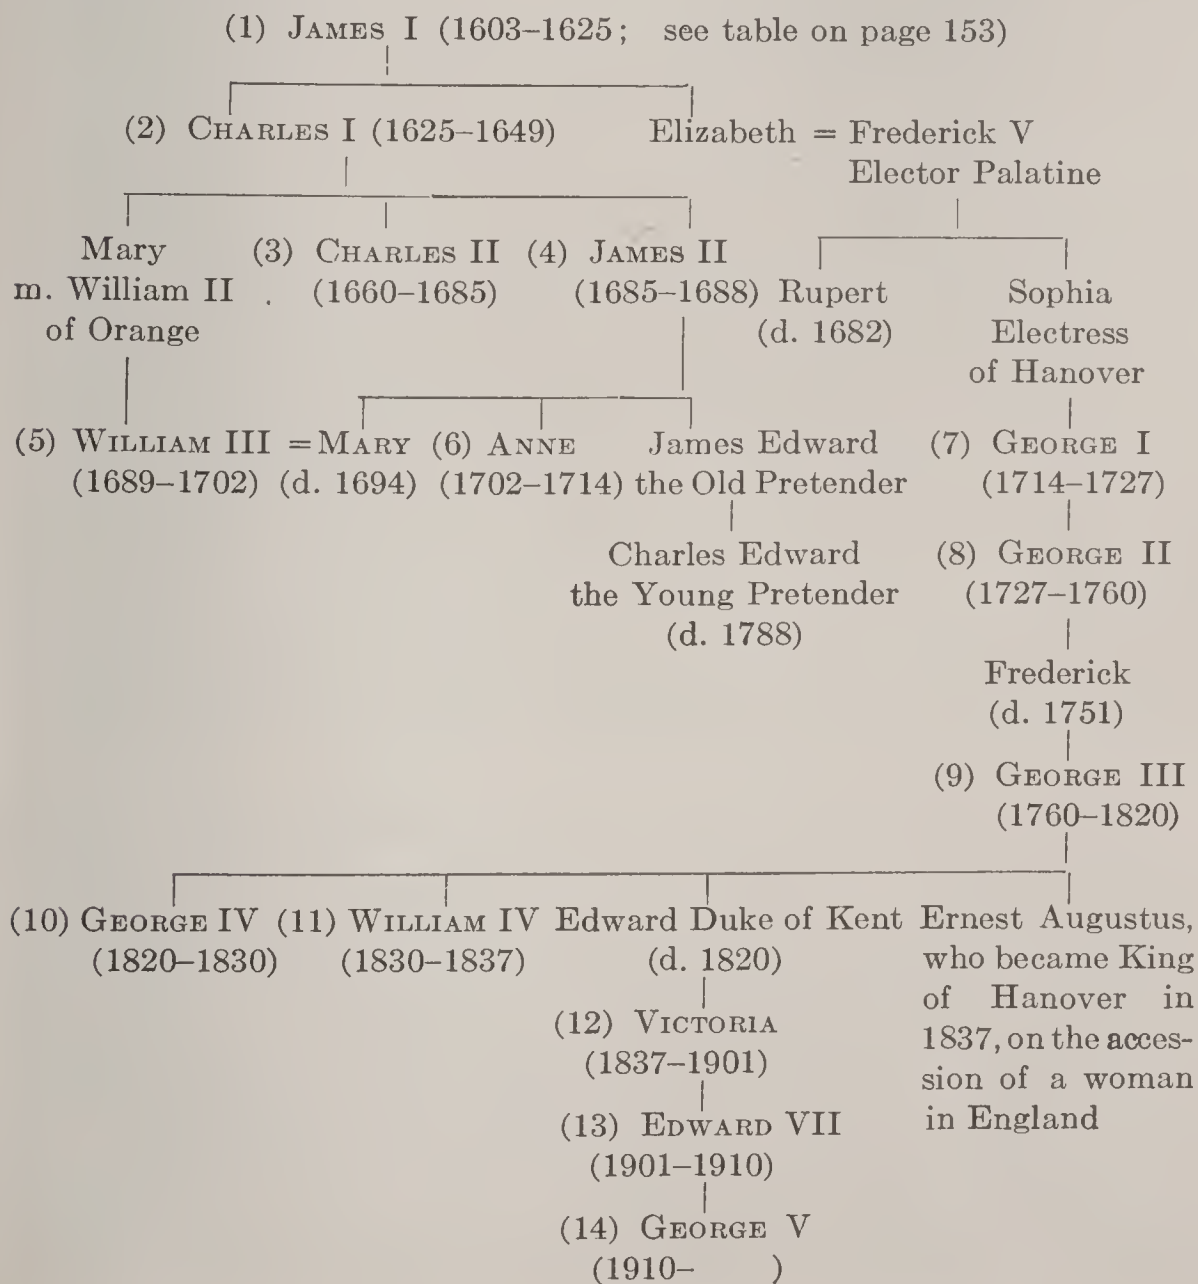 (1) JAMES I (1603–1625; see table on page 153)
(2) CHARLES I (1625–1649) Elizabeth = Frederick V
Elector Palatine
Mary (3) CHARLES II (4) JAMES II
m. William II (1660–1685) (1685–1688) Rupert Sophia
of Orange (d. 1682) Electress
of Hanover
(5) WILLIAM III = MARY (6) ANNE James Edward (7) GEORGE I
(1689–1702) (d. 1694) (1702–1714) the Old Pretender (1714–1727)
Charles Edward (8) GEORGE II
the Young Pretender (1727–1760)
(d. 1788)
Frederick
(d. 1751)
(9) GEORGE III
(1760–1820)
(10) GEORGE IV (11) WILLIAM IV Edward Duke of Kent Ernest Augustus,
(1820–1830) (1830–1837) (d. 1820) who became King
of Hanover in
(12) VICTORIA 1837, on the acces-
(1837–1901) sion of a woman
(13) EDWARD VII in England
(1901–1910)
(14) GEORGE V
(1910– )